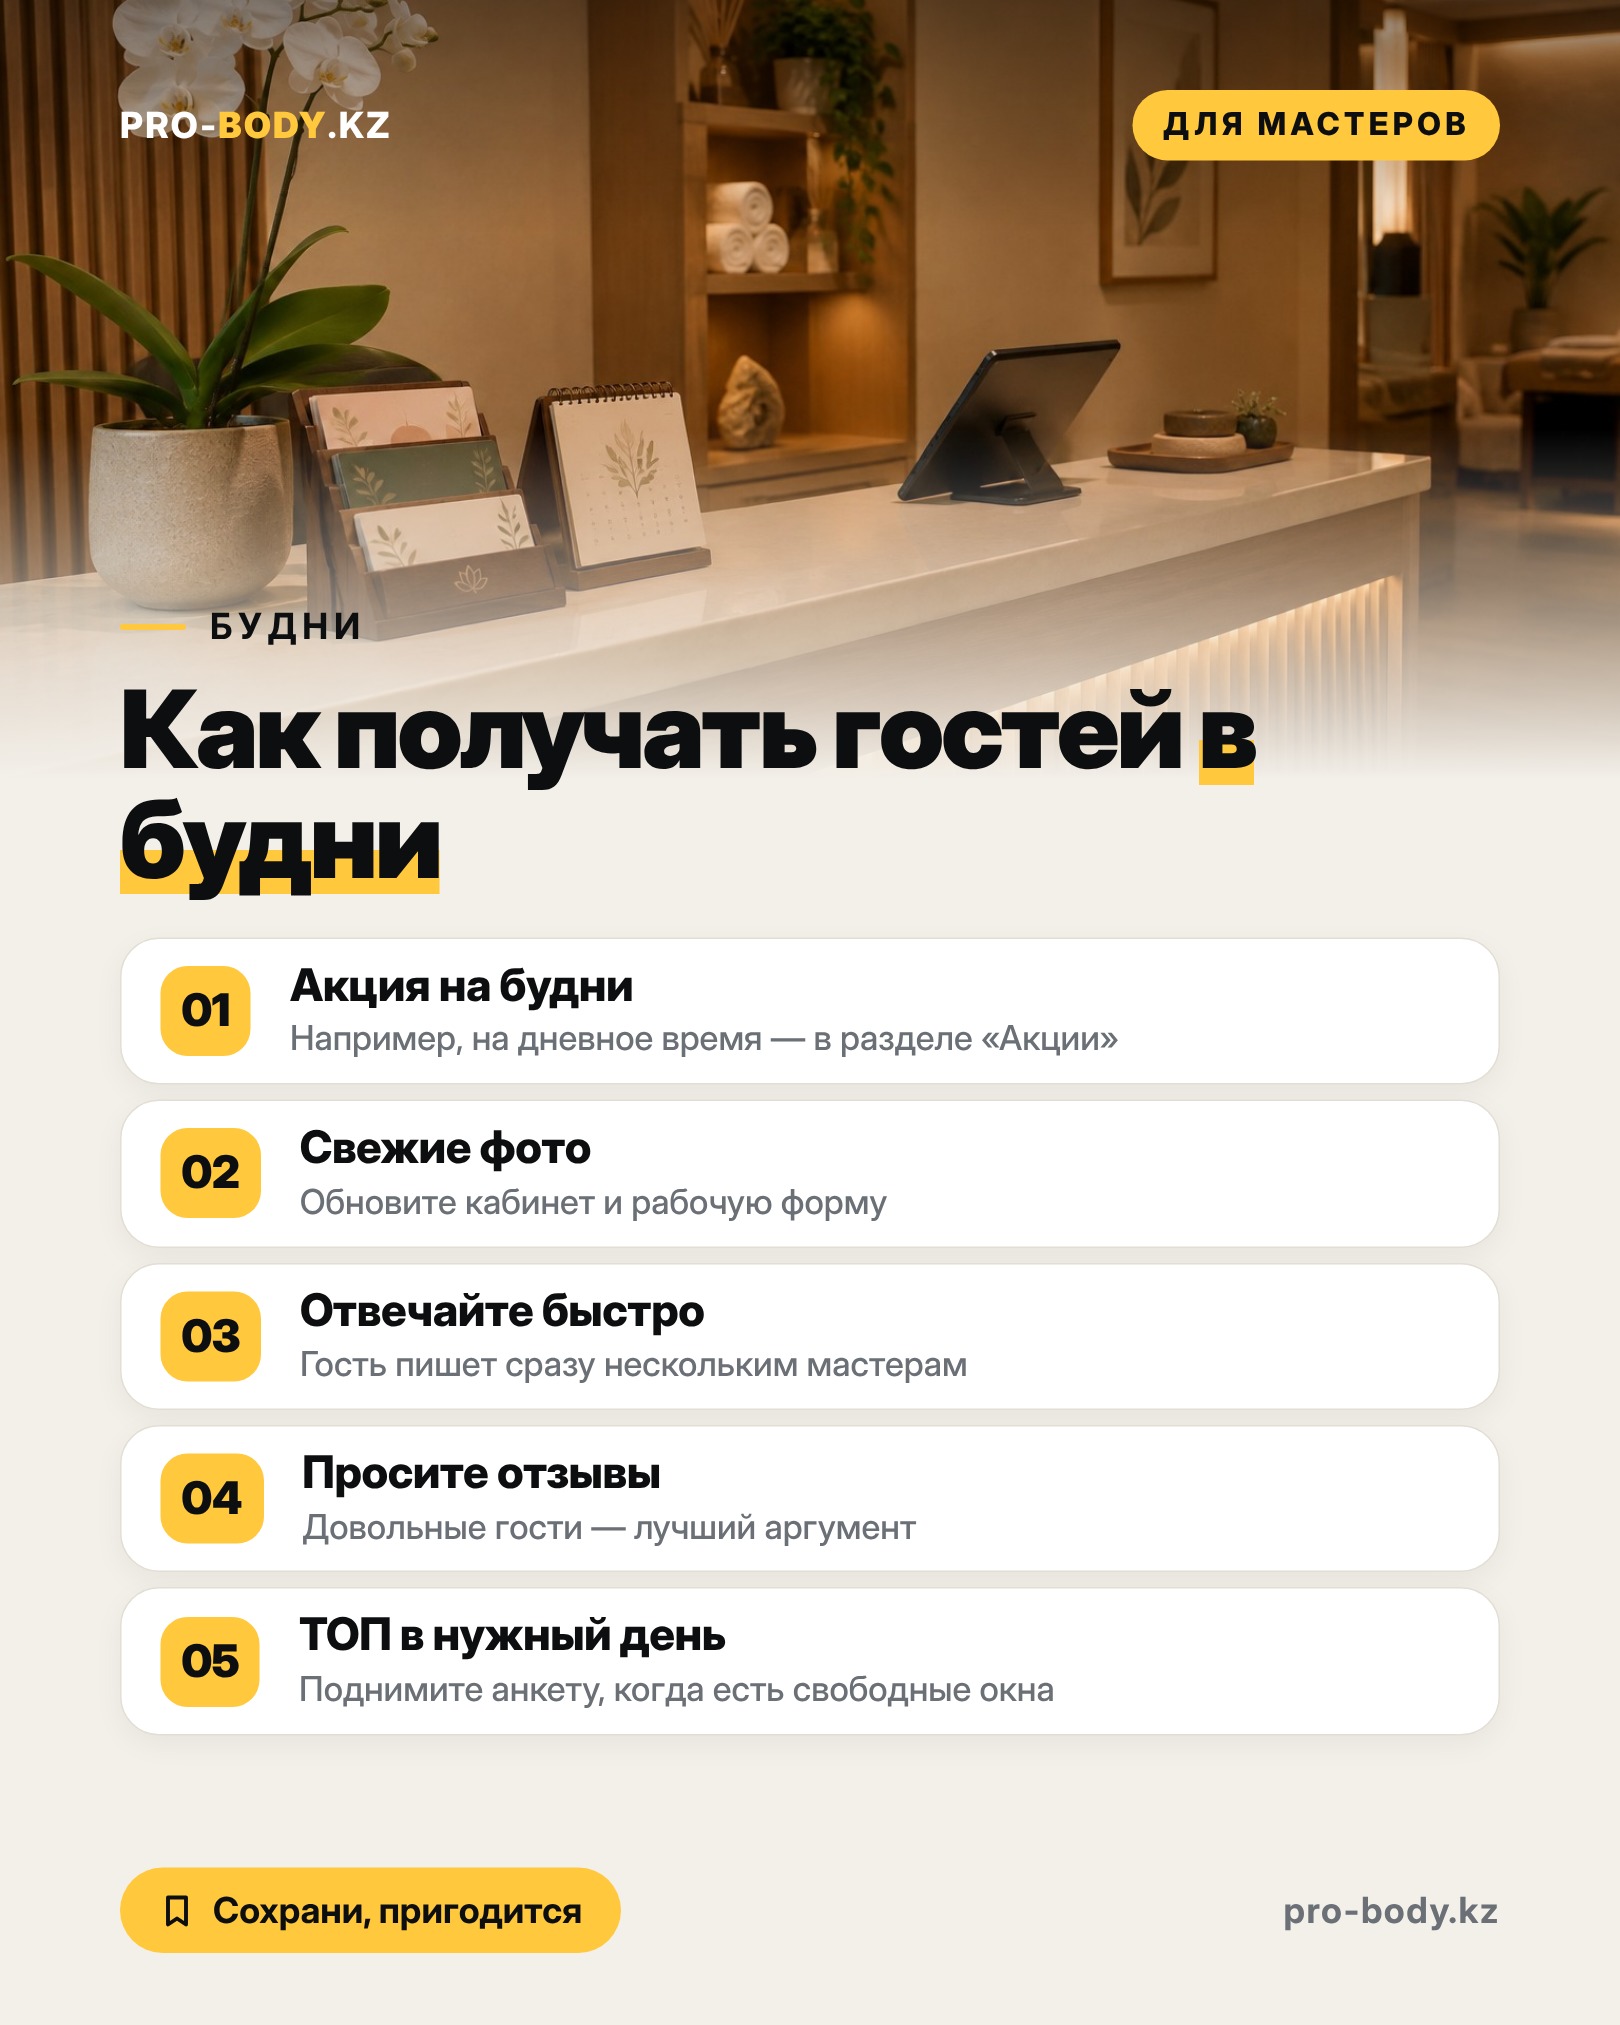 PRO-BODY.KZ
ДЛЯ МАСТЕРОВ
БУДНИ
Как получать гостей в
будни
01
Акция на будни
Например, на дневное время — в разделе «Акции»
02
Свежие фото
Обновите кабинет и рабочую форму
03
Отвечайте быстро
Гость пишет сразу нескольким мастерам
04
Просите отзывы
Довольные гости — лучший аргумент
05
ТОП в нужный день
Поднимите анкету, когда есть свободные окна
Сохрани, пригодится
pro-body.kz